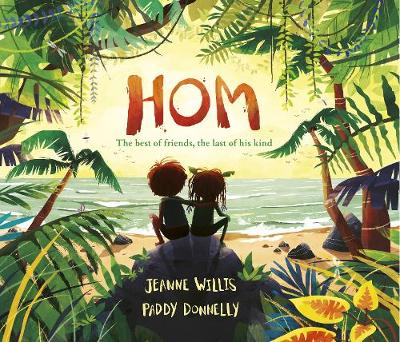 HOM
The best of friends, the last of his kind
JEANNE WILLIS
PADDY DONNELLY